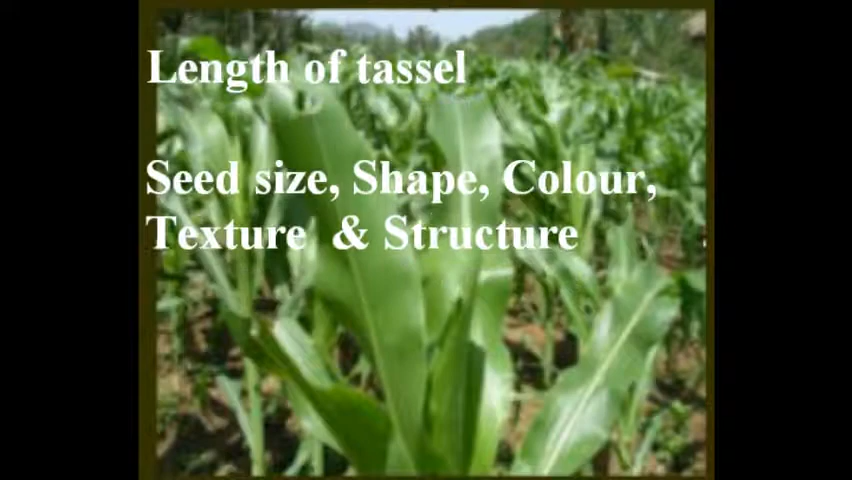 Length of tassel
Seed size, Shape, Colour,
Texture & Structure